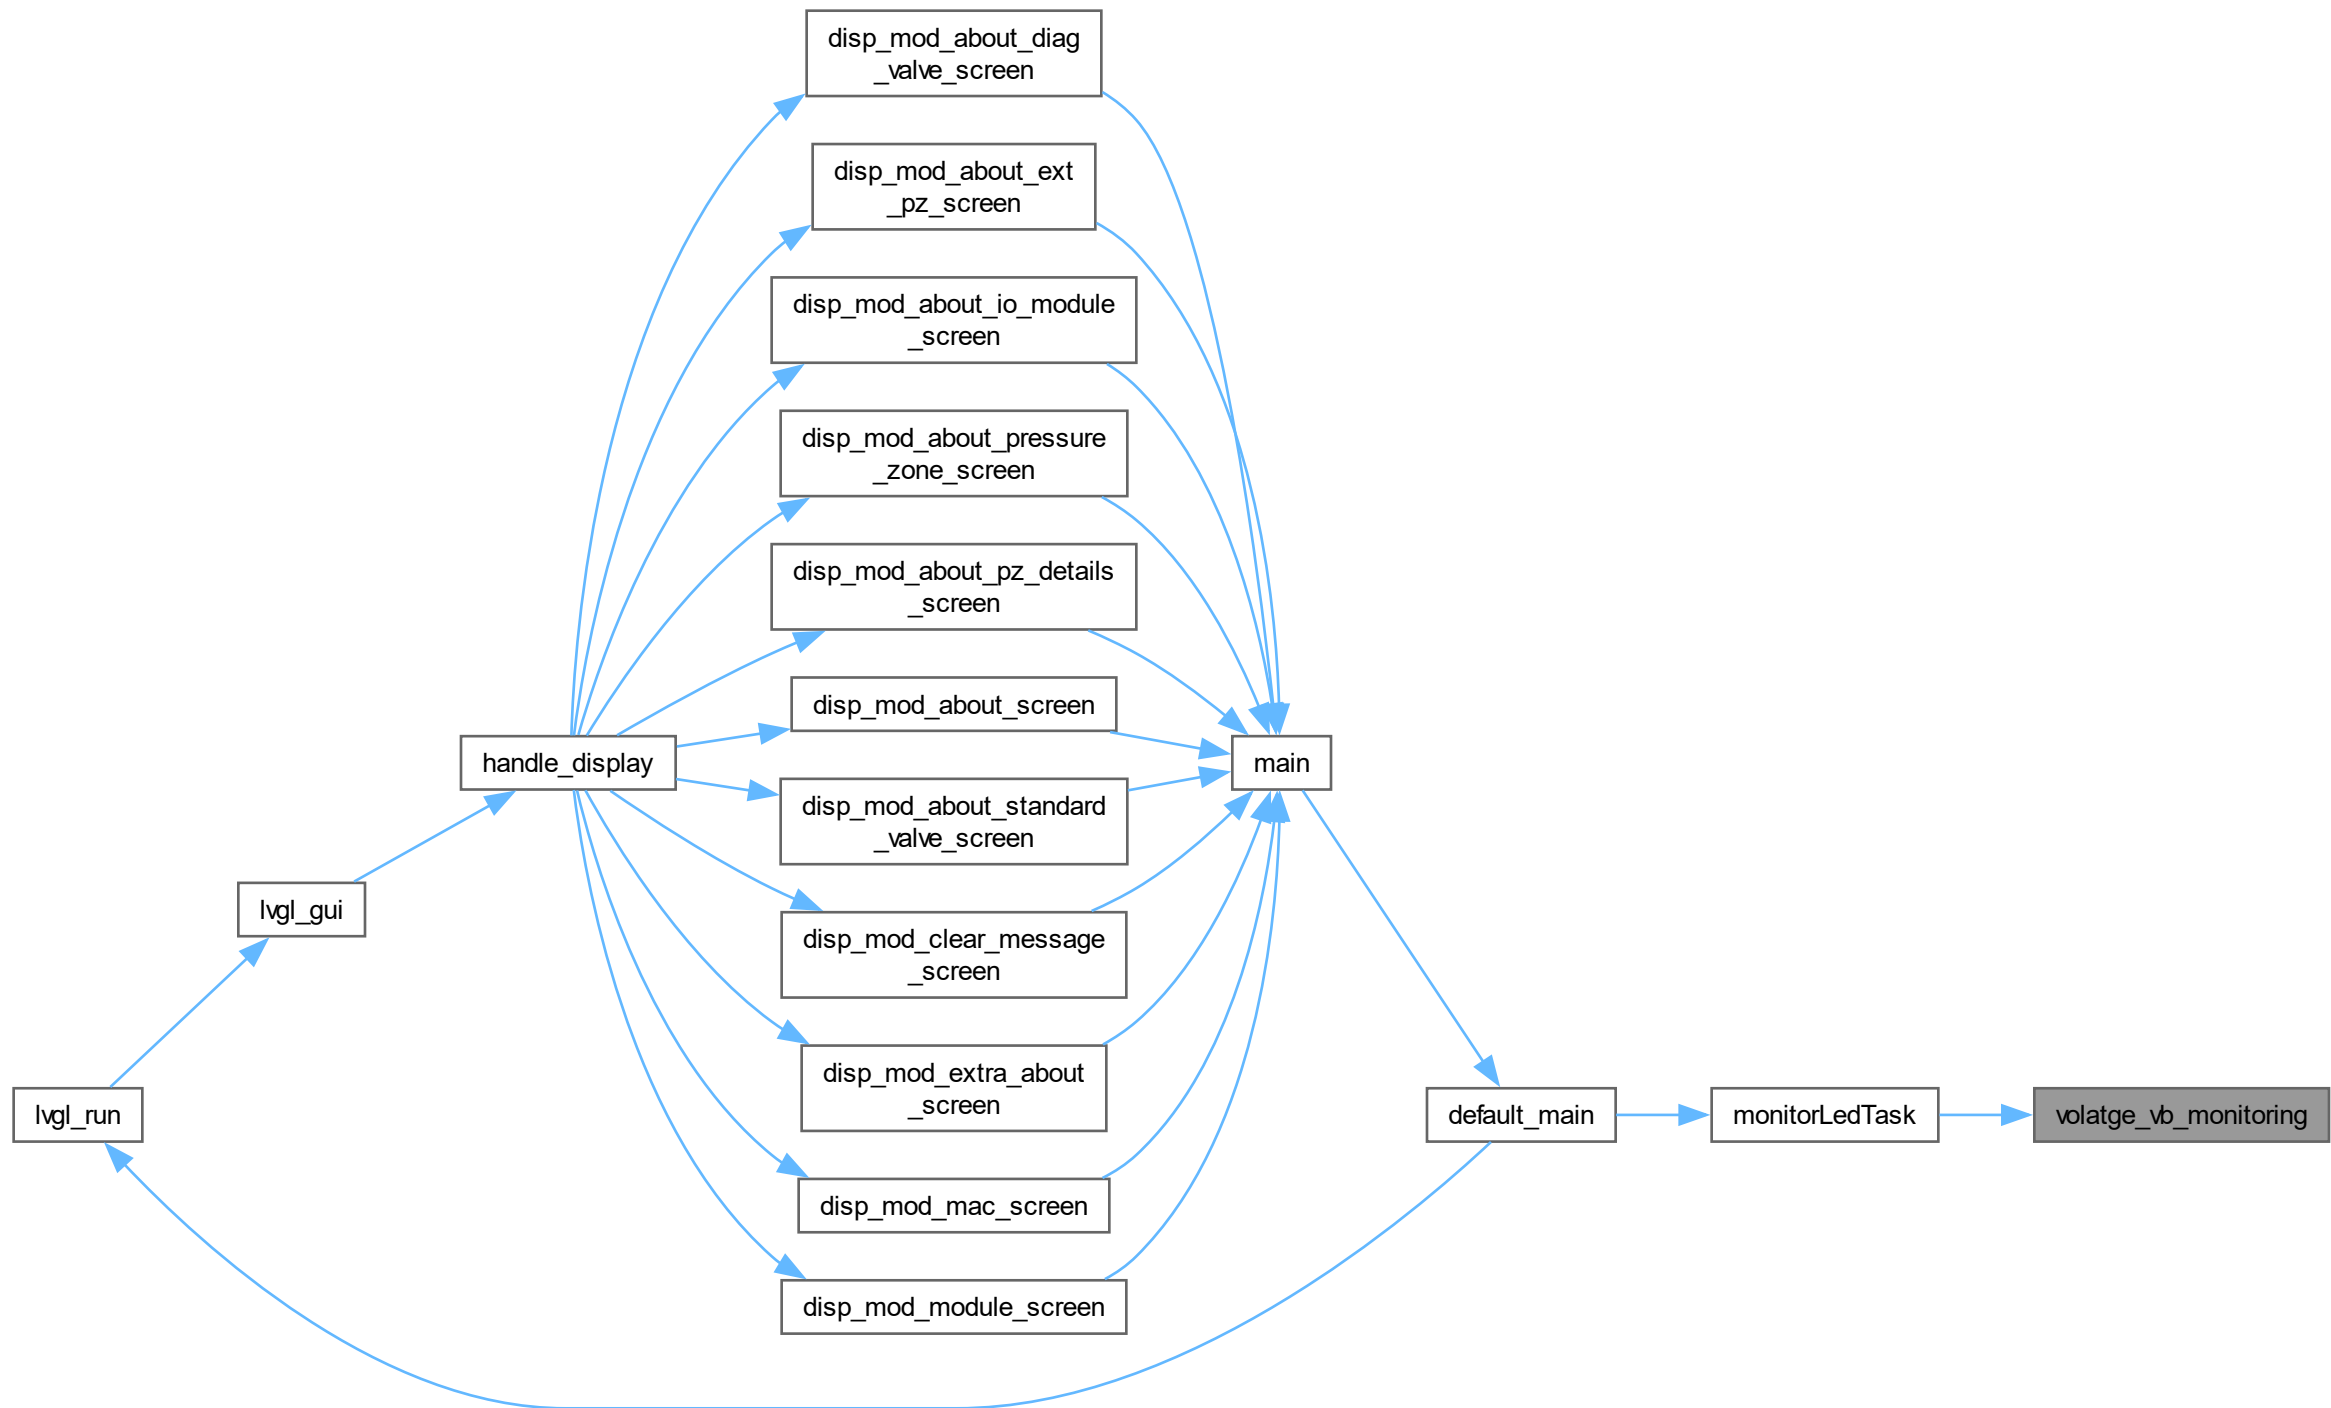 disp_mod_about_diag
_valve_screen
disp_mod_about_ext
_pz_screen
disp_mod_about_io_module
_screen
disp_mod_about_pressure
_zone_screen
disp_mod_about_pz_details
_screen
disp_mod_about_screen
handle_display
main
disp_mod_about_standard
_valve_screen
lvgl_gui
disp_mod_clear_message
_screen
disp_mod_extra_about
_screen
lvgl_run
default_main
monitorLedTask
volatge_vb_monitoring
disp_mod_mac_screen
disp_mod_module_screen